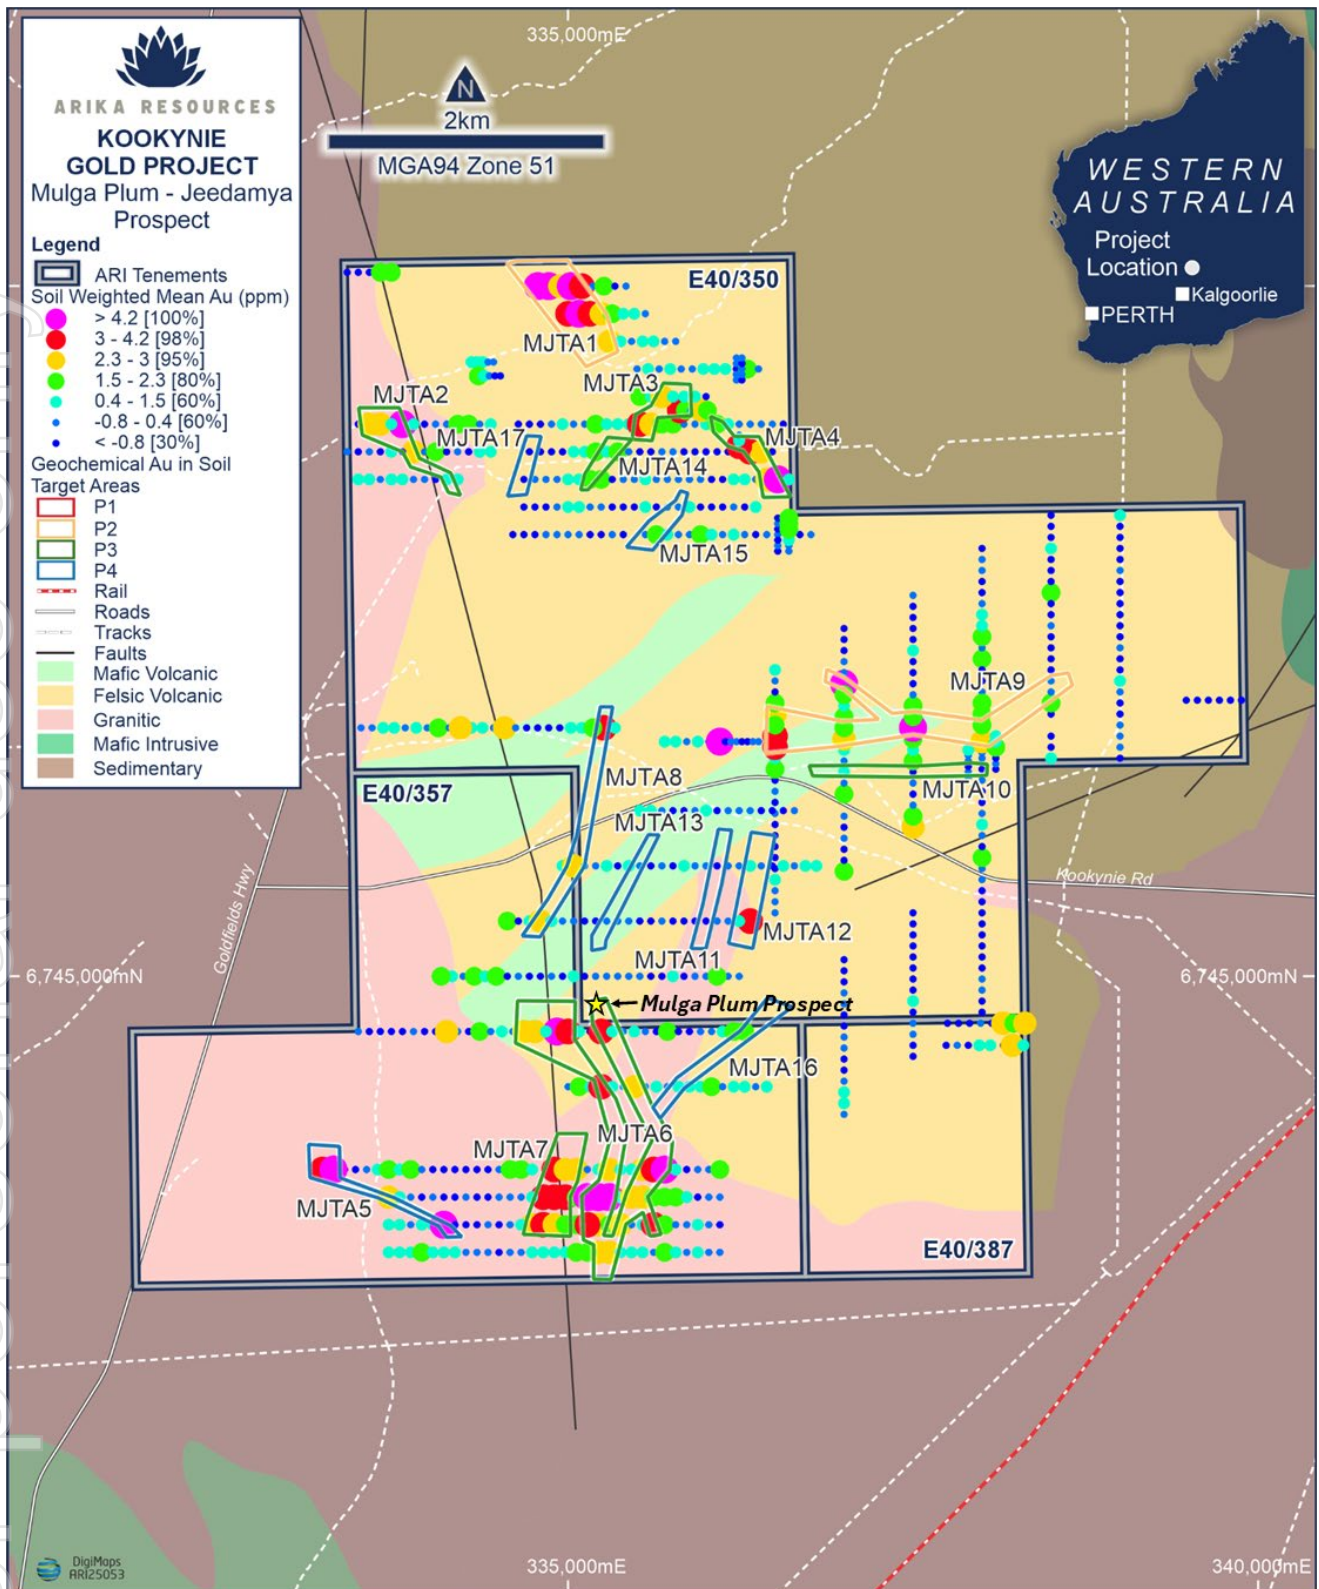 ARIKA RESOURCES
KOOKYNIE
GOLD PROJECT
Mulga Plum - Jeedamya
Prospect
Legend
ARI Tenements
Soil Weighted Mean Au (ppm)
> 4.2 [100%]
3 - 4.2 [98%]
2.3 - 3 [95%]
1.5 - 2.3 [80%]
0.4 - 1.5 [60%]
-0.8 - 0.4 [60%]
< -0.8 [30%]
Geochemical Au in Soil
Target Areas
P1
P2
P3
P4
Rail
Roads
Tracks
Faults
Mafic Volcanic
Felsic Volcanic
Granitic
Mafic Intrusive
Sedimentary
335,000mE
N
2km
MGA94 Zone 51
WESTERN
AUSTRALIA
Project
Location
Kalgoorlie
PERTH
E40/350
MJTA1
MJTA3
MJTA2
MJTA17
MJTA4
MJTA14
MJTA15
MJTA9
MJTA8
MJTA10
E40/357
MJTA13
Kookynie Rd
Goldfields Hwy
MJTA12
MJTA11
6,745,000mN
6,745,000mN
Mulga Plum Prospect
MJTA16
MJTA6
MJTA7
MJTA5
E40/387
DigiMaps
ARI25053
335,000mE
340,000mE